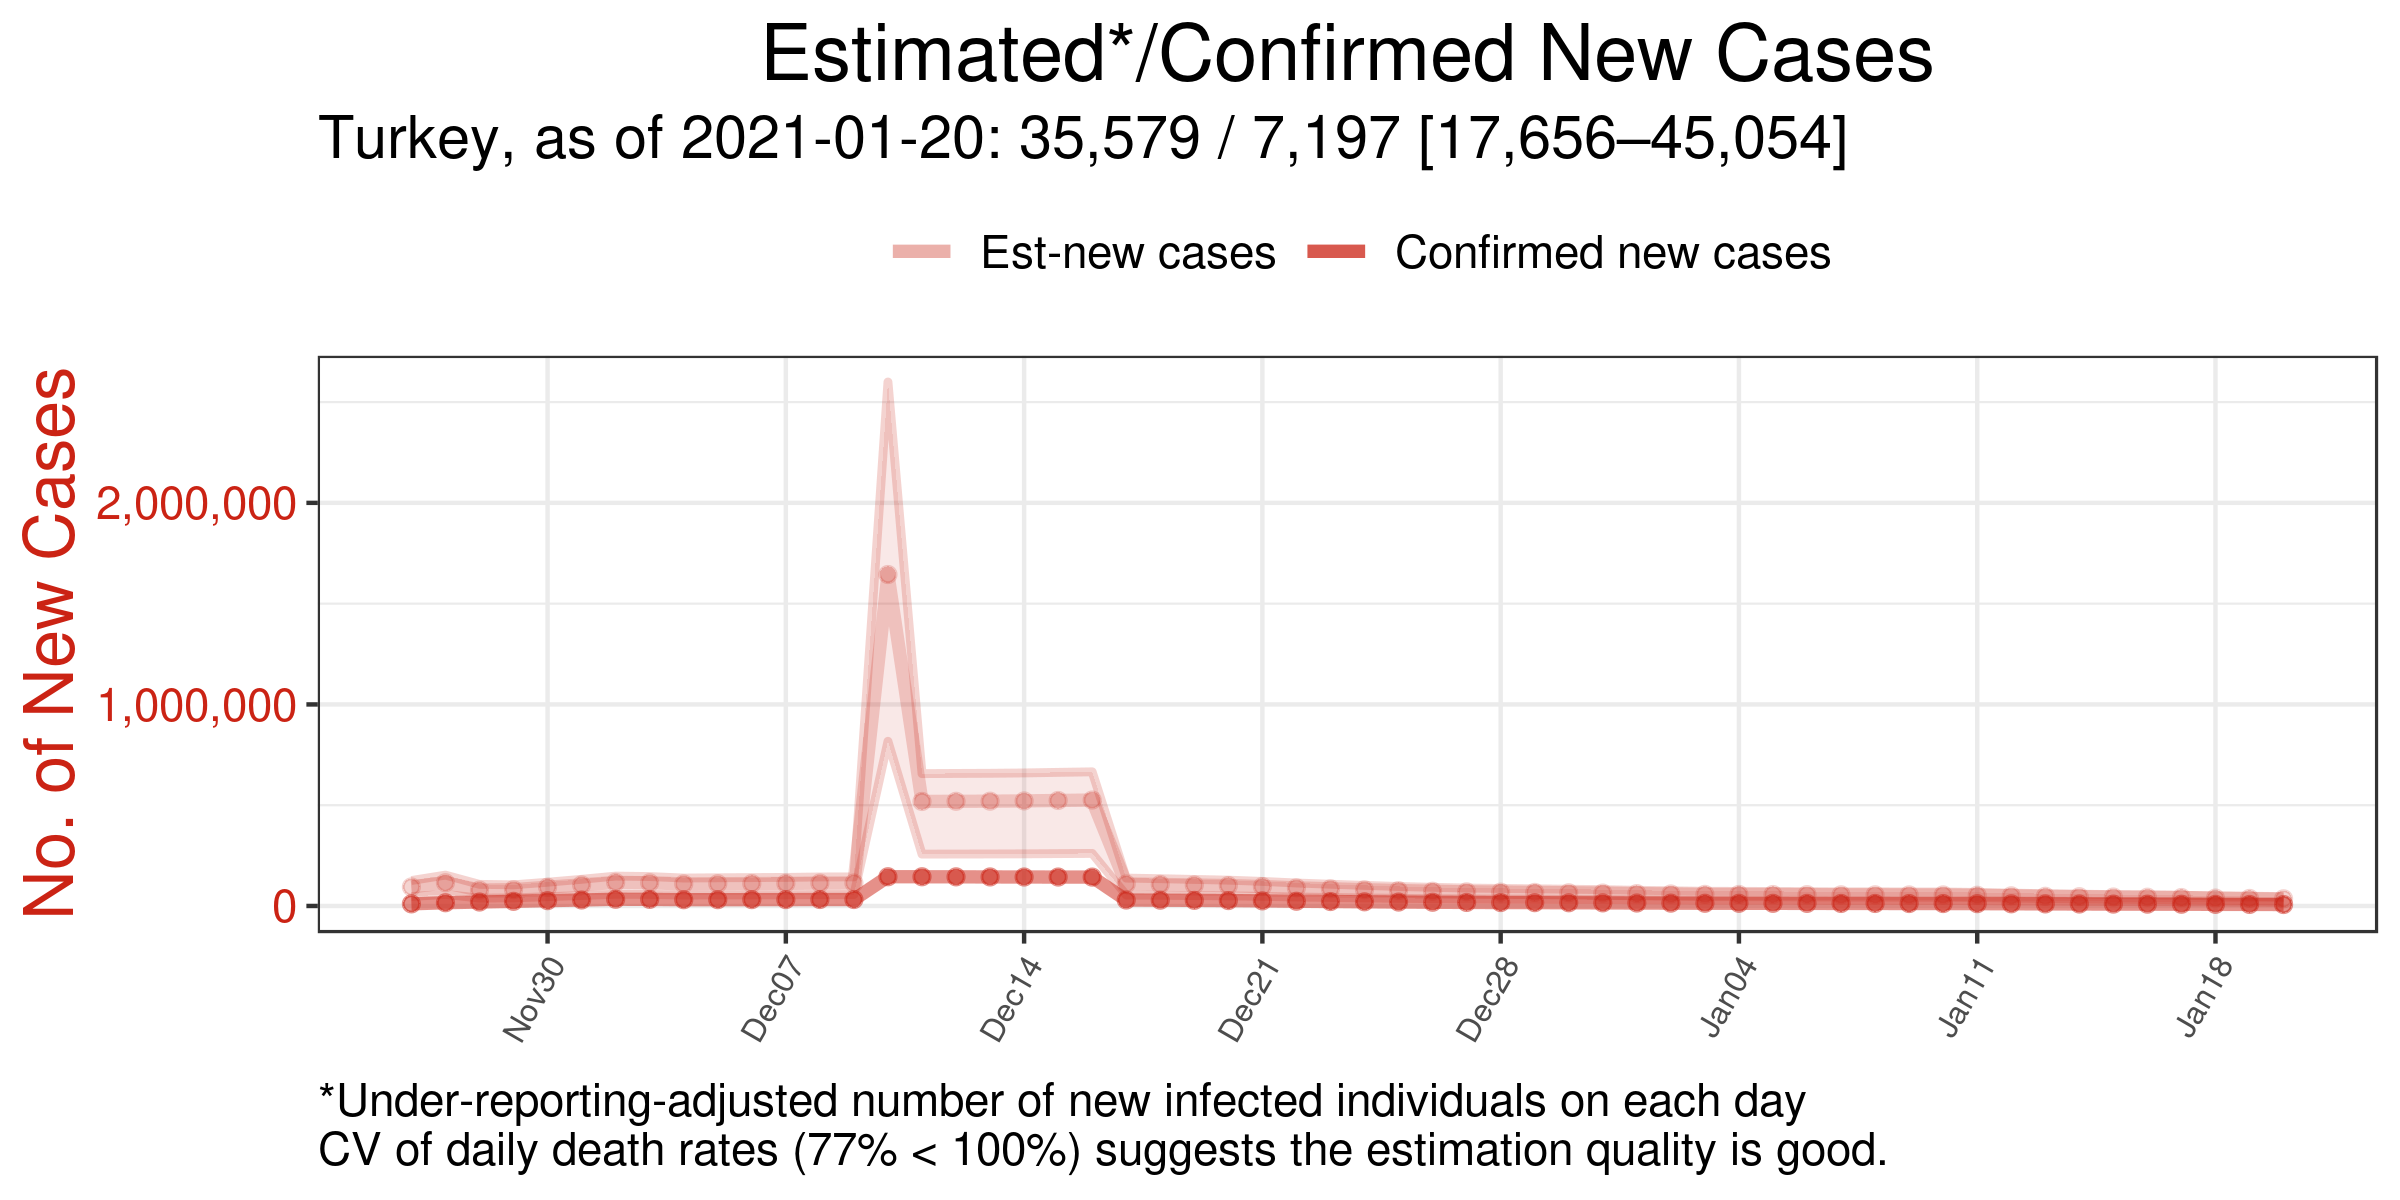 Estimated*/Confirmed New Cases
Turkey, as of 2021-01-20: 35,579 / 7,197 [17,656–45,054]
Est-new cases
Confirmed new cases
No. of New Cases
2,000,000
1,000,000
0
Nov30
Dec07
Dec14
Dec21
Dec28
Jan04
Jan11
Jan18
*Under-reporting-adjusted number of new infected individuals on each day
CV of daily death rates (77% < 100%) suggests the estimation quality is good.